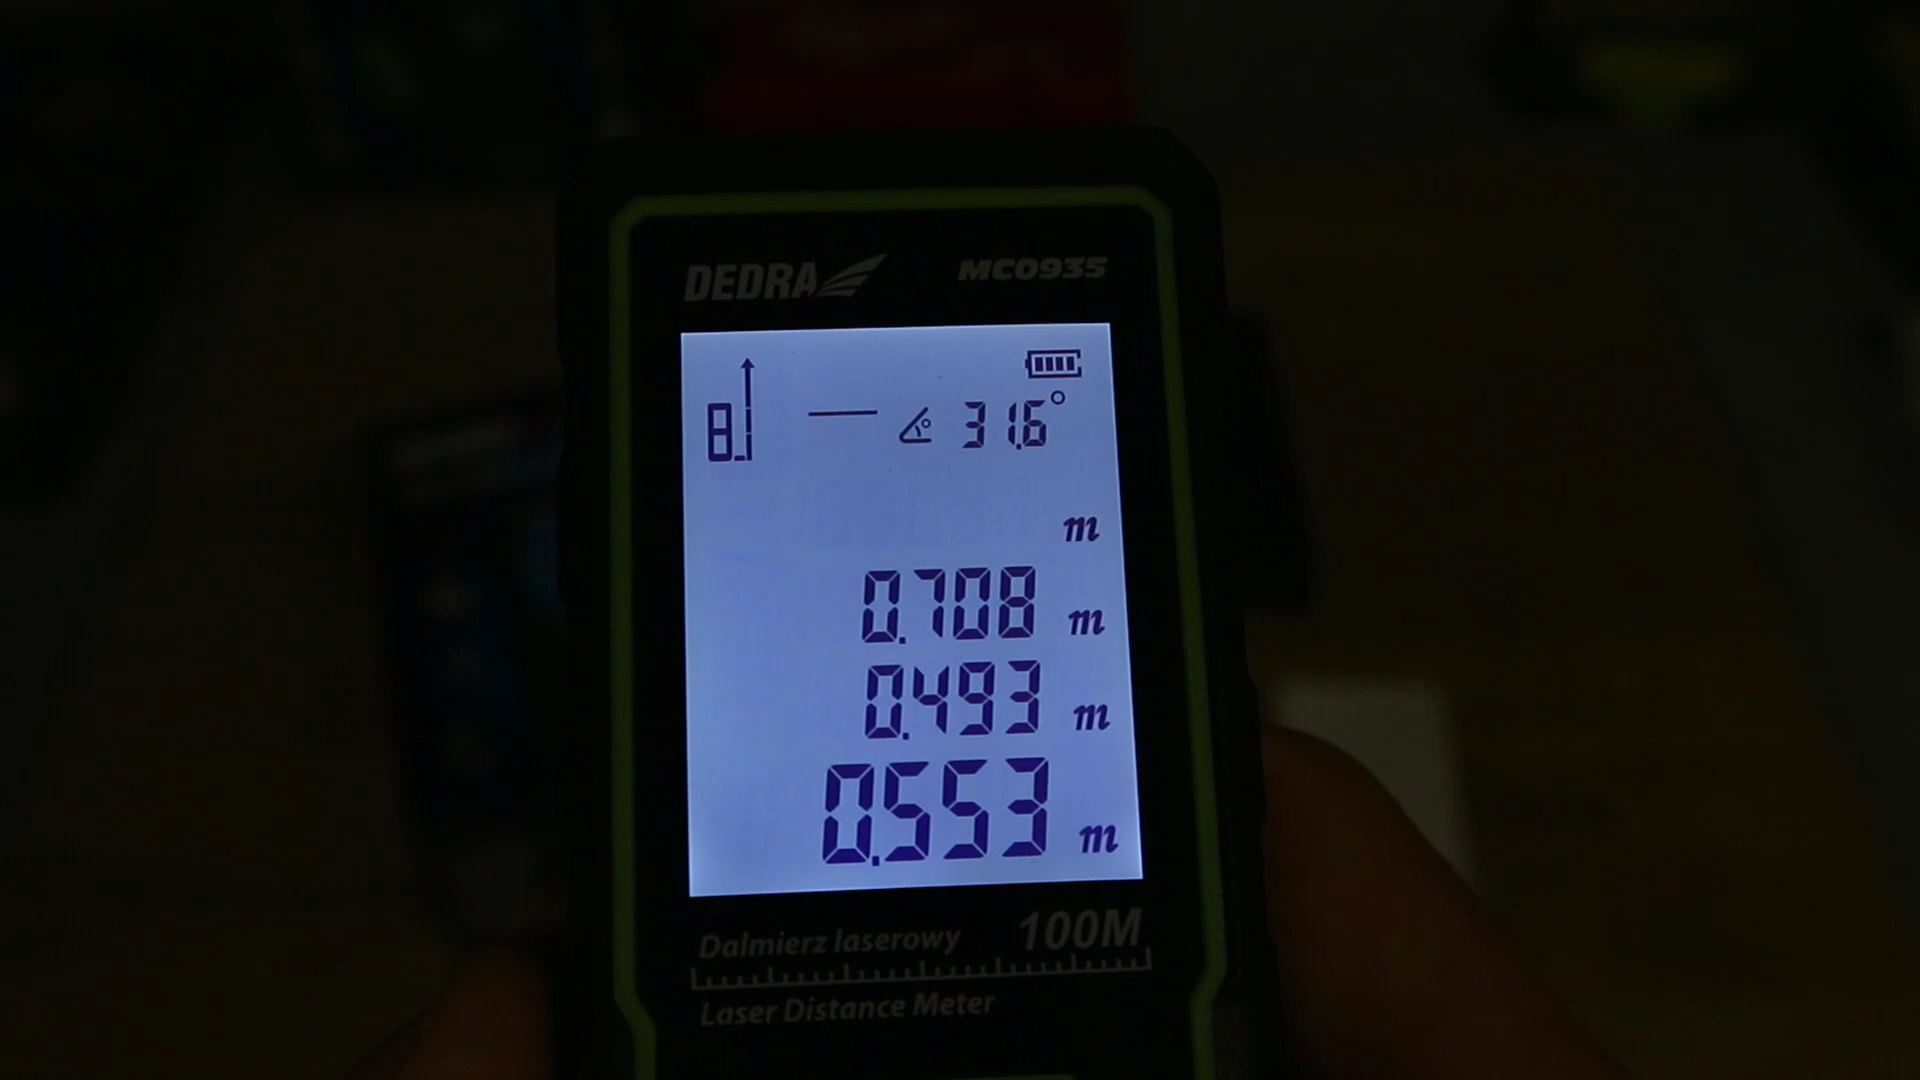 DEDRA MC0935
31.6°
m
0.708 m
0.493 m
0.553 m
Dalmierz laserowy 100M
Laser Distance Meter